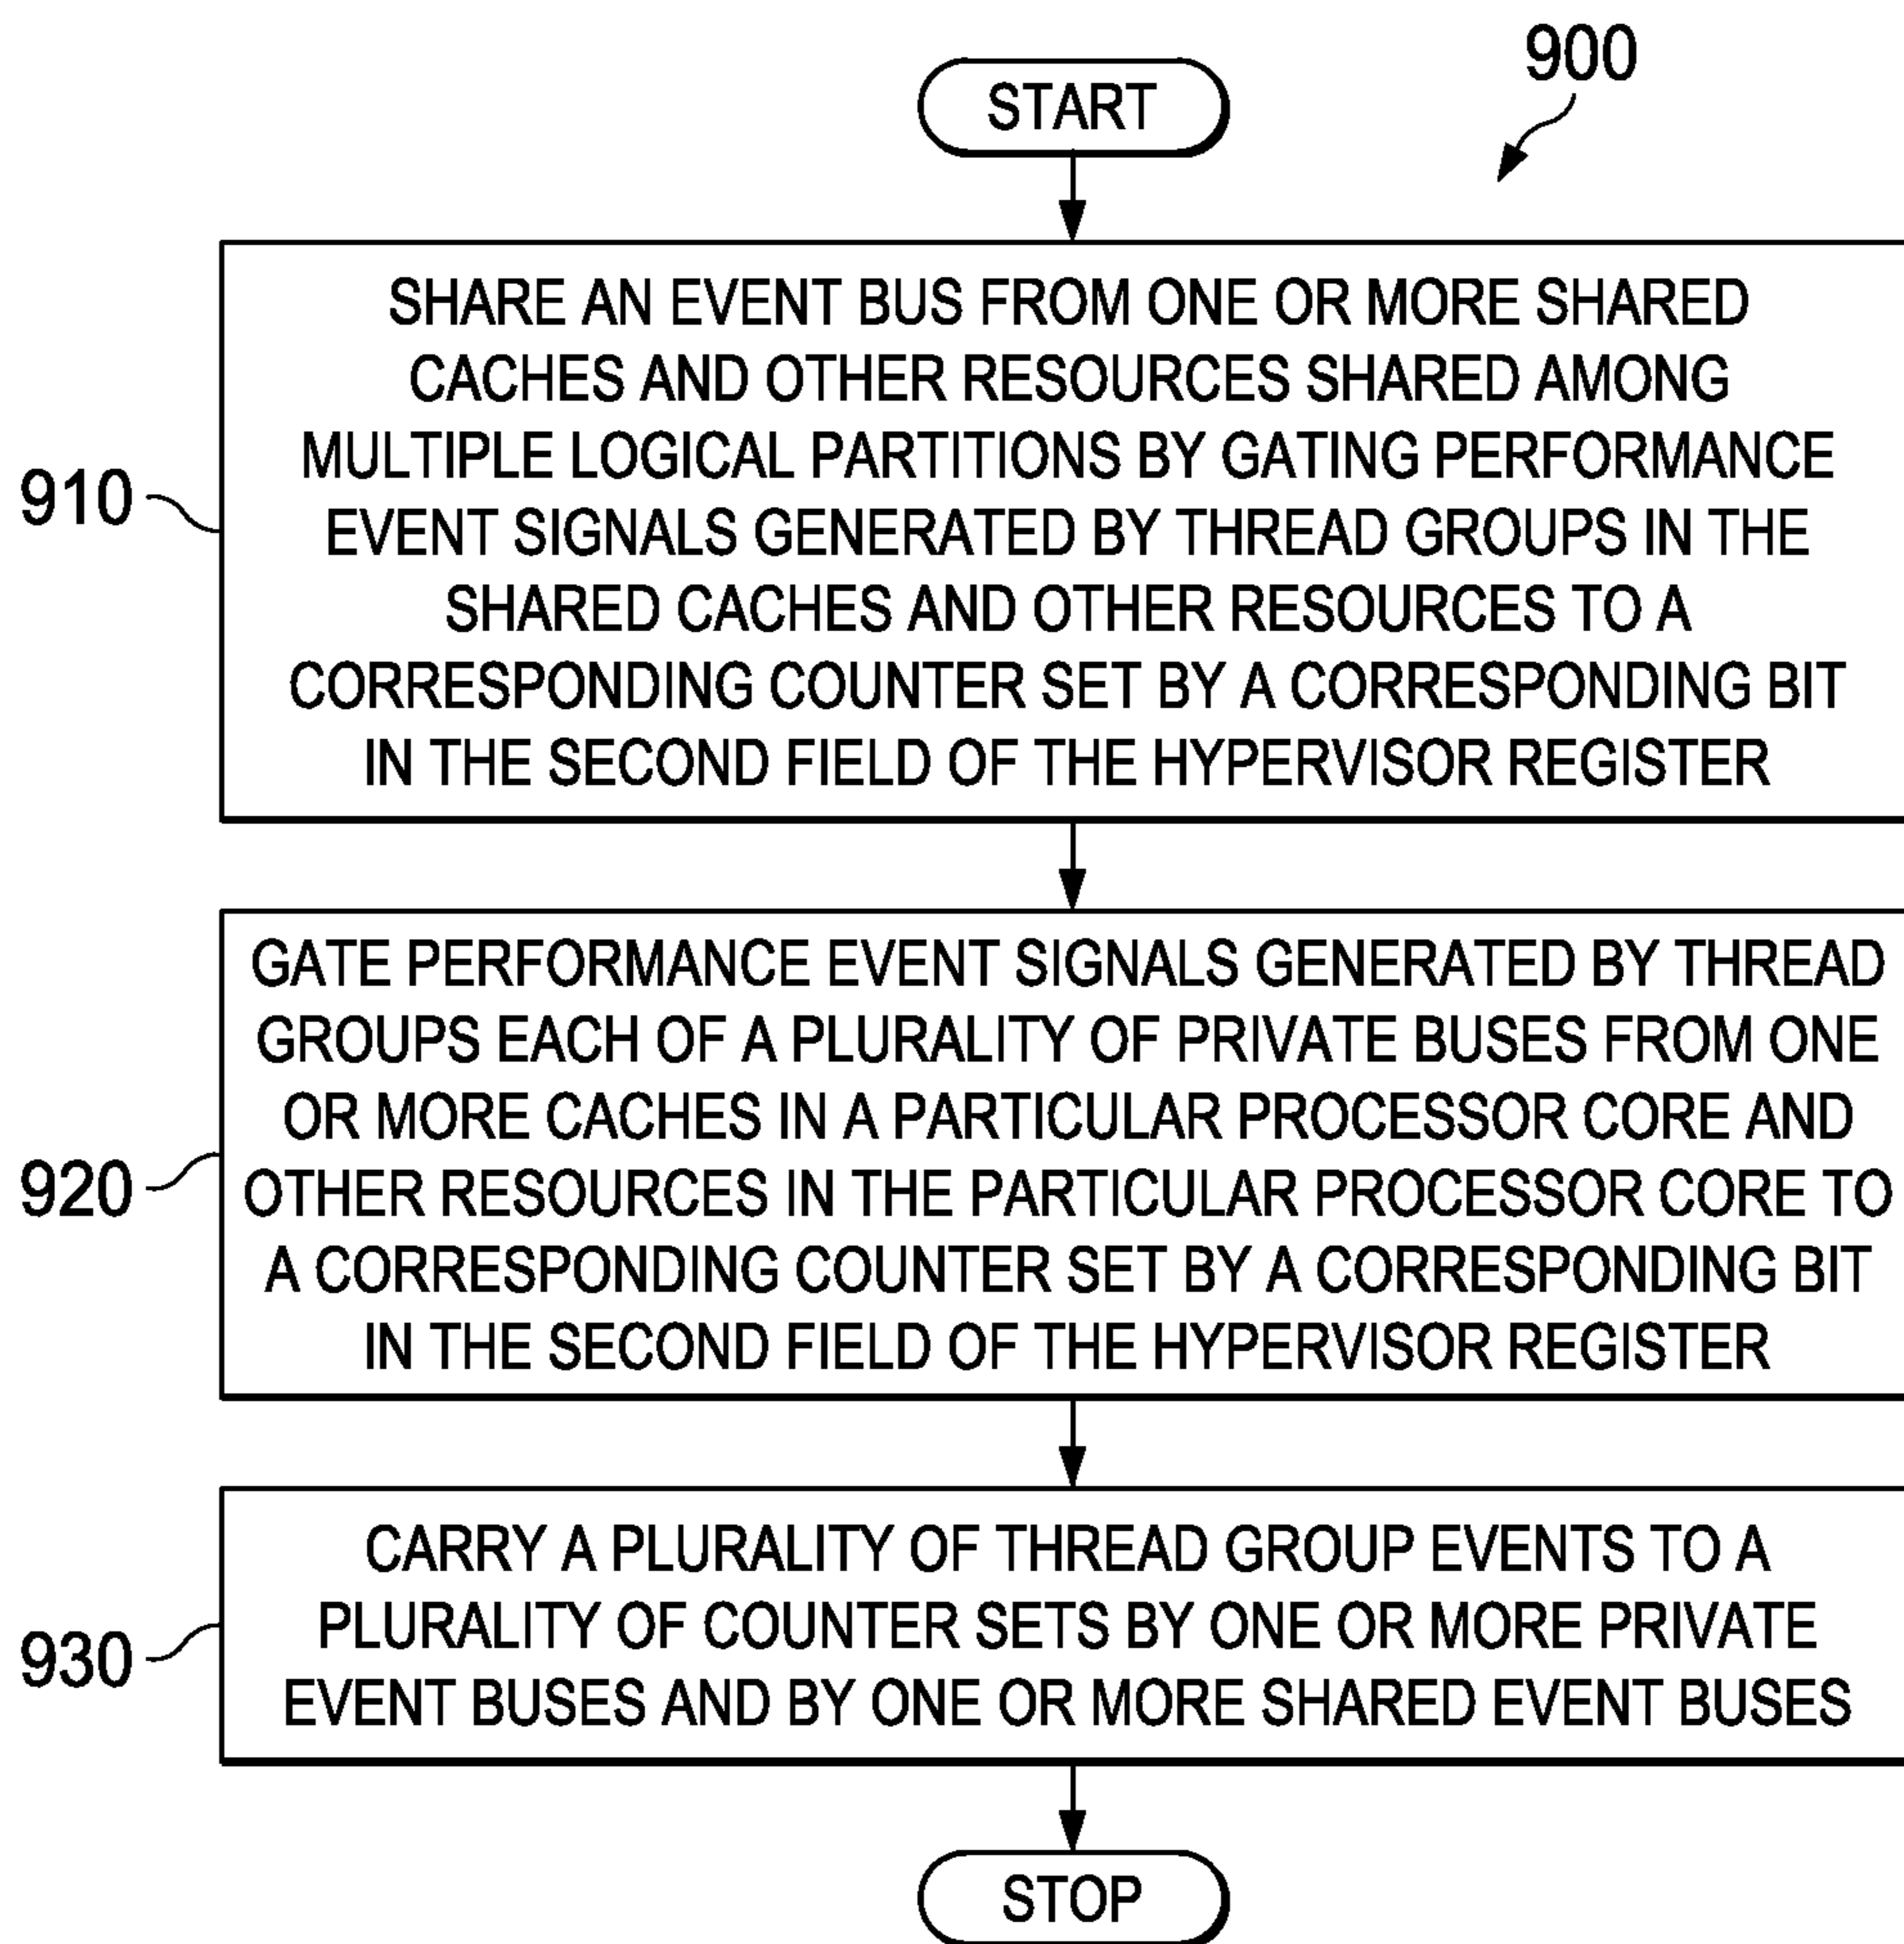 900
START
910
SHARE AN EVENT BUS FROM ONE OR MORE SHARED
CACHES AND OTHER RESOURCES SHARED AMONG
MULTIPLE LOGICAL PARTITIONS BY GATING PERFORMANCE
EVENT SIGNALS GENERATED BY THREAD GROUPS IN THE
SHARED CACHES AND OTHER RESOURCES TO A
CORRESPONDING COUNTER SET BY A CORRESPONDING BIT
IN THE SECOND FIELD OF THE HYPERVISOR REGISTER
920
GATE PERFORMANCE EVENT SIGNALS GENERATED BY THREAD
GROUPS EACH OF A PLURALITY OF PRIVATE BUSES FROM ONE
OR MORE CACHES IN A PARTICULAR PROCESSOR CORE AND
OTHER RESOURCES IN THE PARTICULAR PROCESSOR CORE TO
A CORRESPONDING COUNTER SET BY A CORRESPONDING BIT
IN THE SECOND FIELD OF THE HYPERVISOR REGISTER
930
CARRY A PLURALITY OF THREAD GROUP EVENTS TO A
PLURALITY OF COUNTER SETS BY ONE OR MORE PRIVATE
EVENT BUSES AND BY ONE OR MORE SHARED EVENT BUSES
STOP